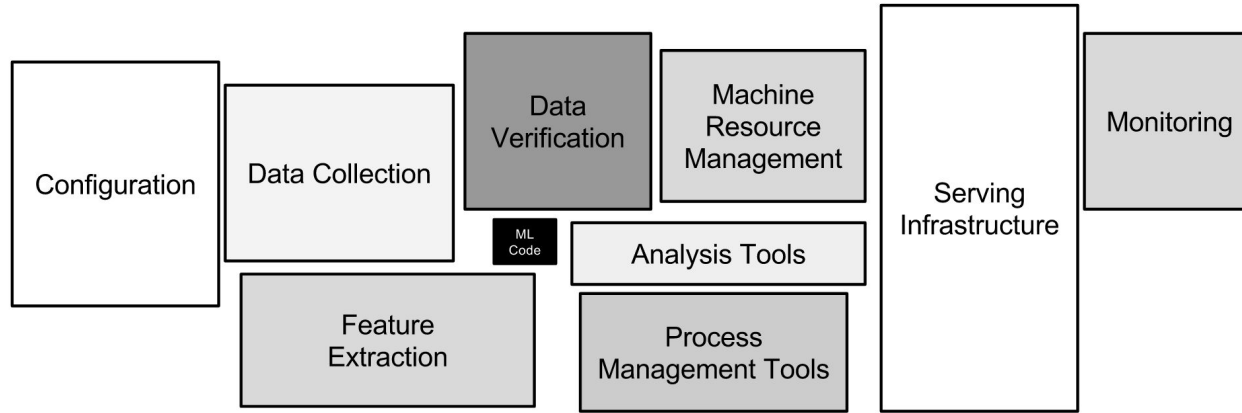 Configuration
Data Collection
Feature
Extraction
Data
Verification
ML
Code
Machine
Resource
Management
Analysis Tools
Process
Management Tools
Serving
Infrastructure
Monitoring